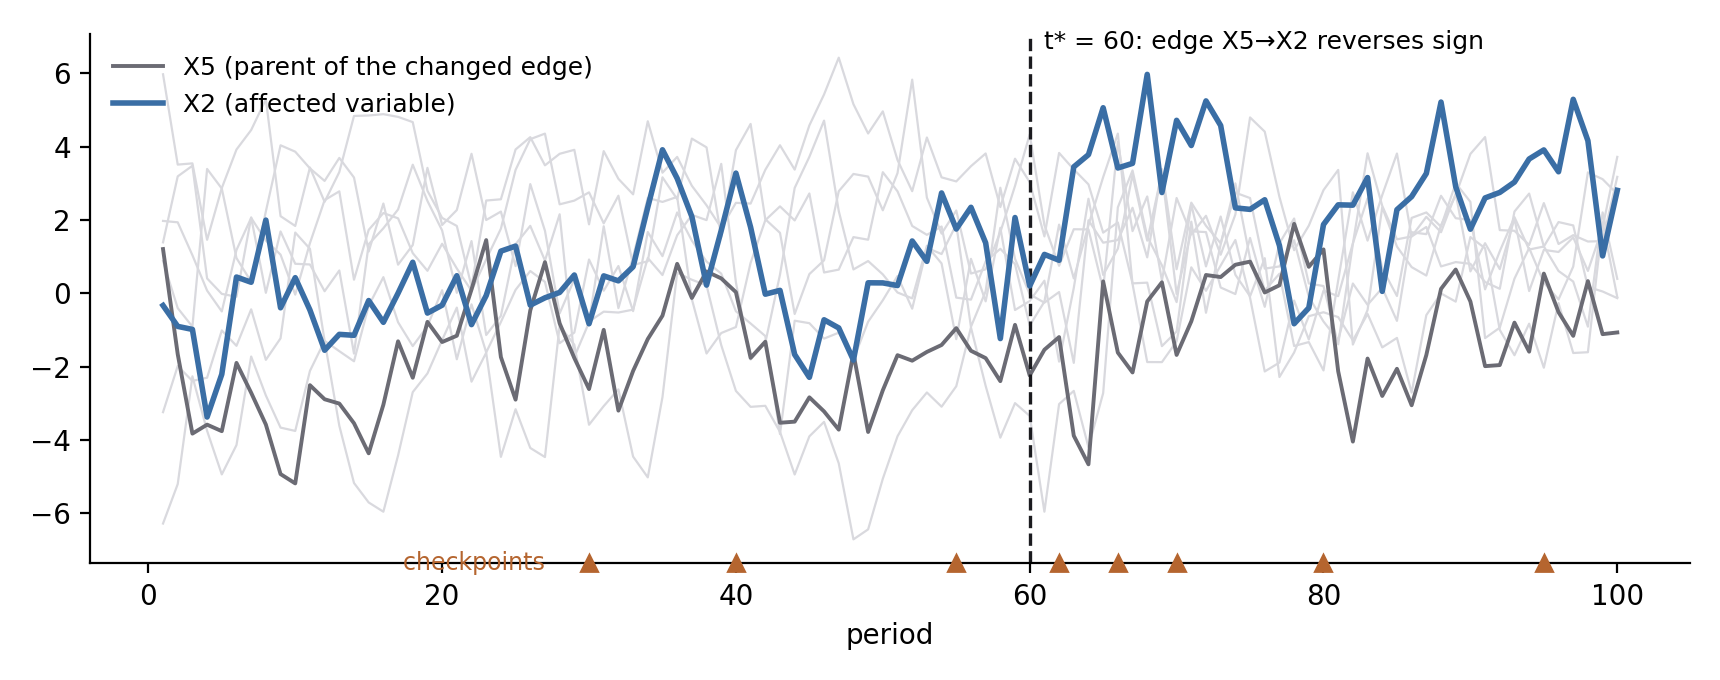 t* = 60: edge X5→X2 reverses sign
X5 (parent of the changed edge)
X2 (affected variable)
6
4
2
0
−2
−4
−6
checkpoints
0
20
40
60
80
100
period